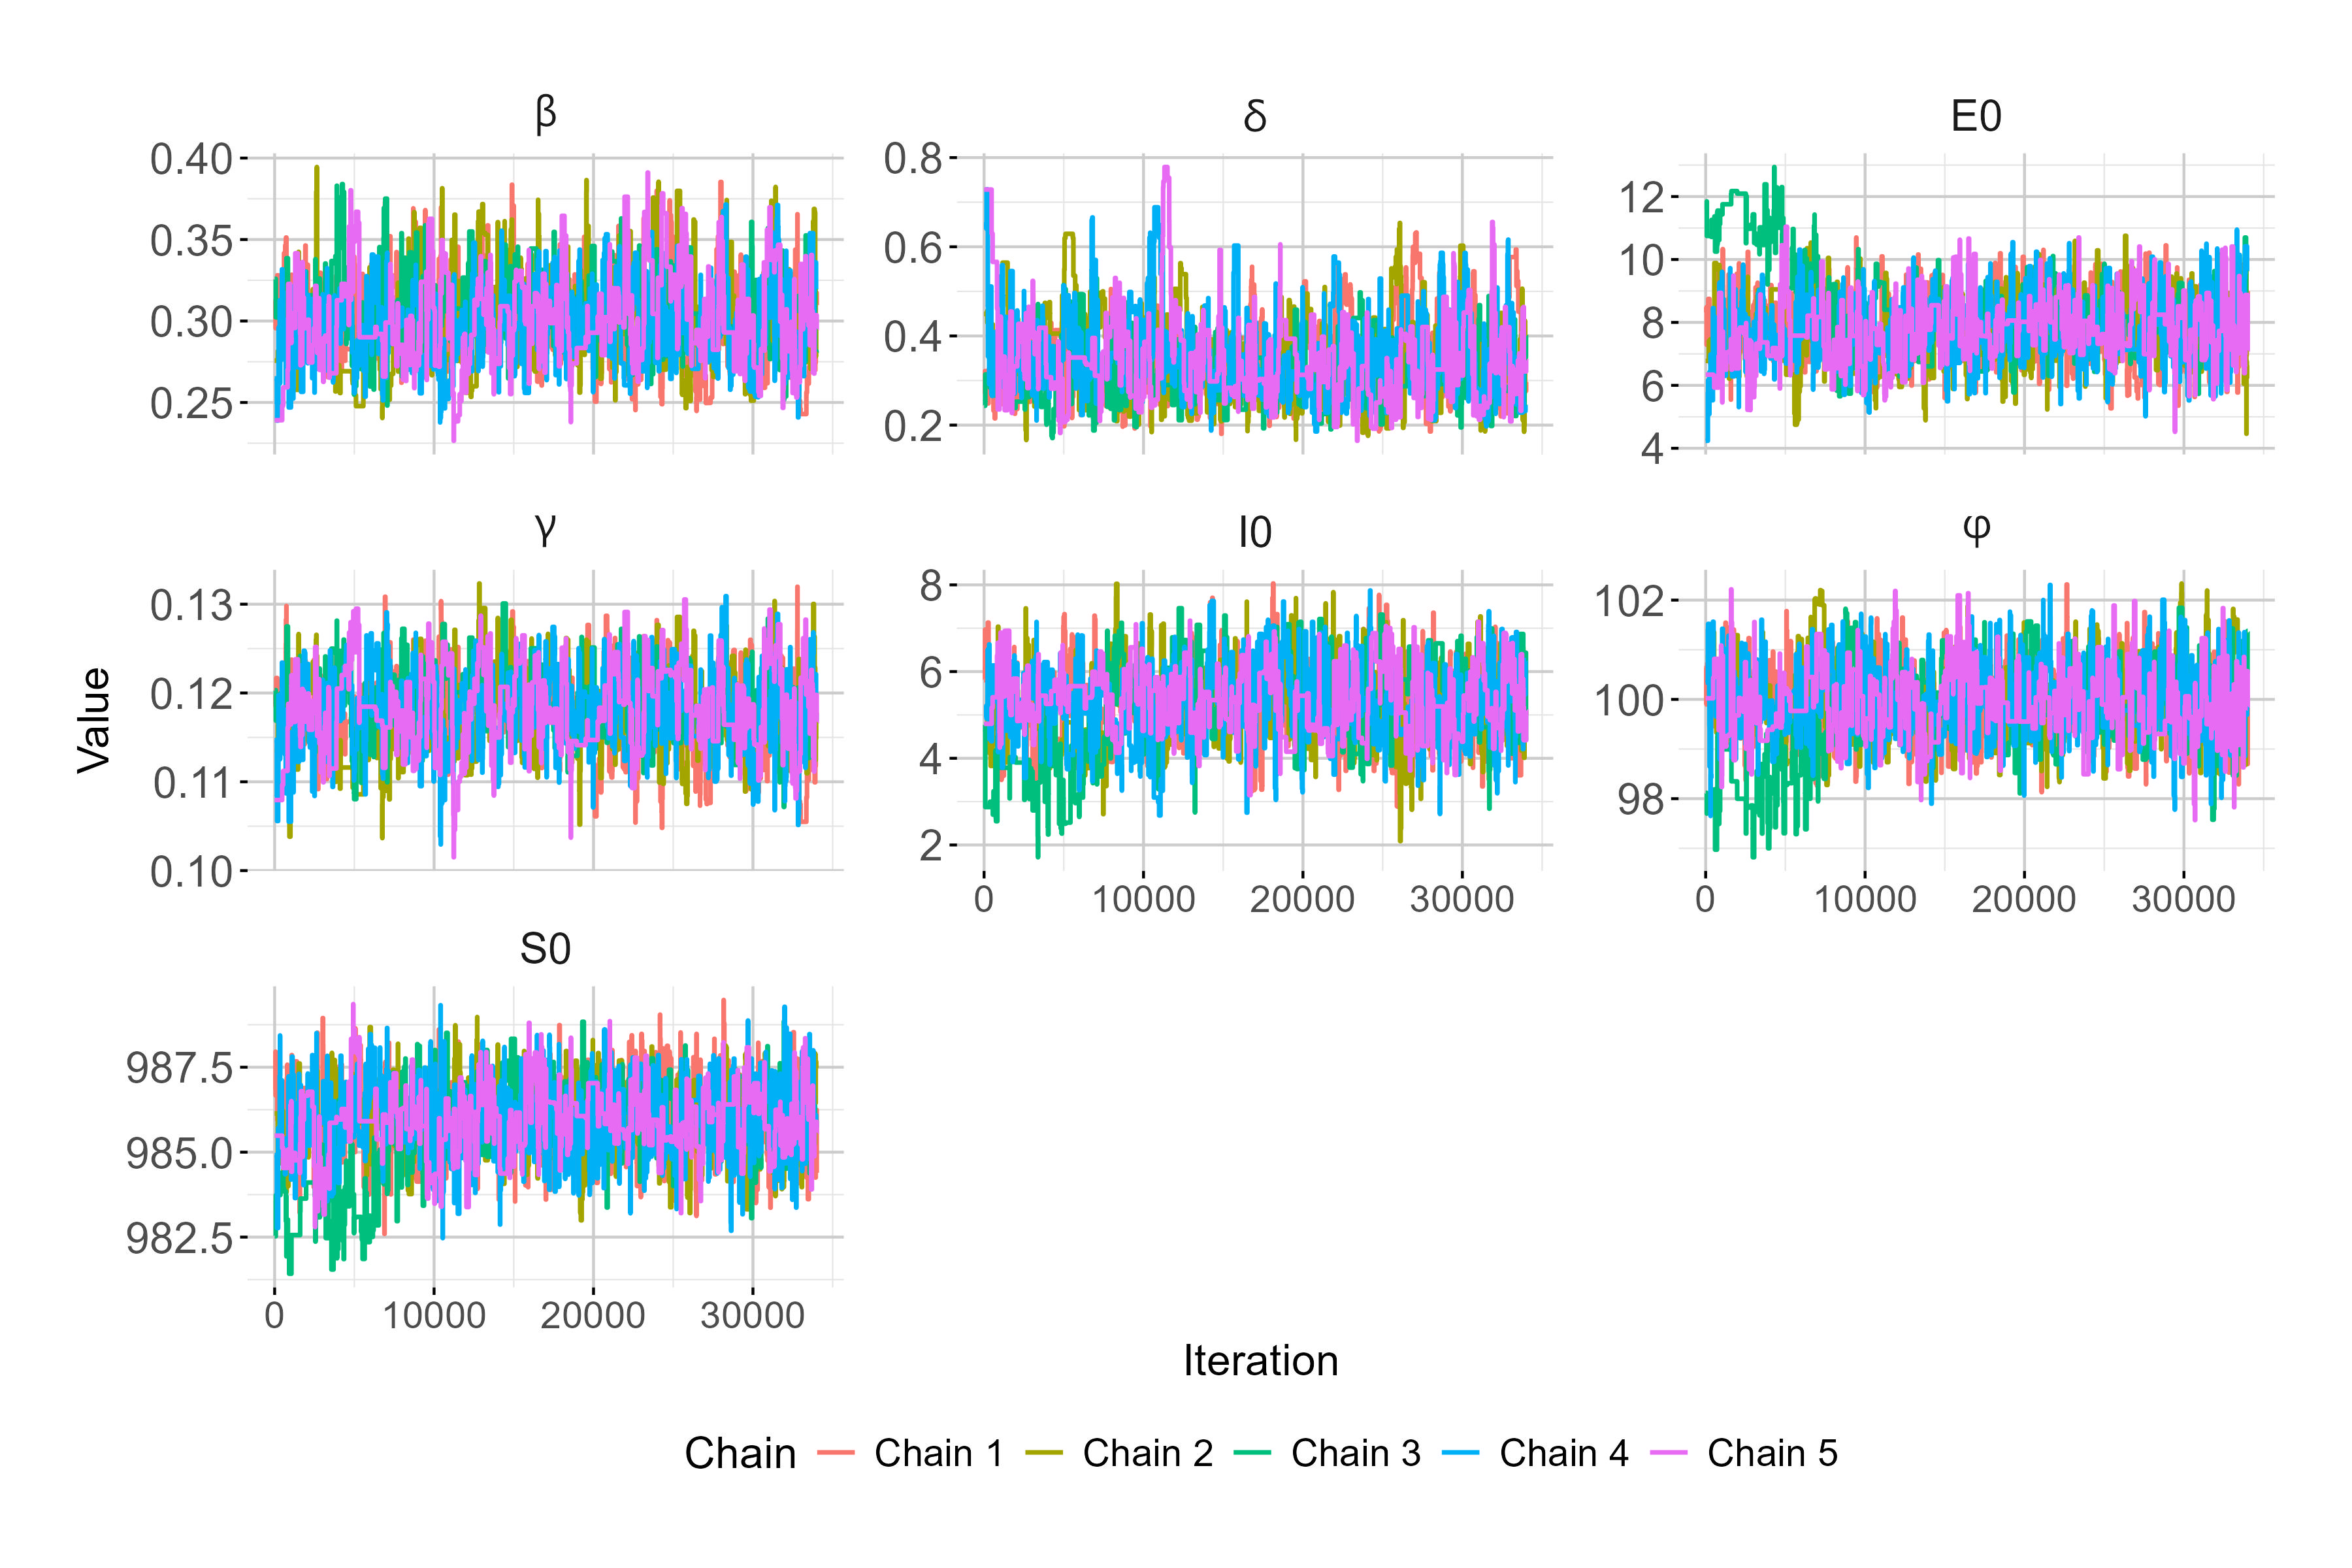 β
δ
E0
0.40
0.35
0.30
0.25
0.8
0.6
0.4
0.2
12
10
8
6
4
γ
I0
φ
0.13
0.12
0.11
0.10
8
6
4
2
102
100
98
0 10000 20000 30000
0 10000 20000 30000
S0
987.5
985.0
982.5
0 10000 20000 30000
Value
Iteration
Chain Chain 1 Chain 2 Chain 3 Chain 4 Chain 5